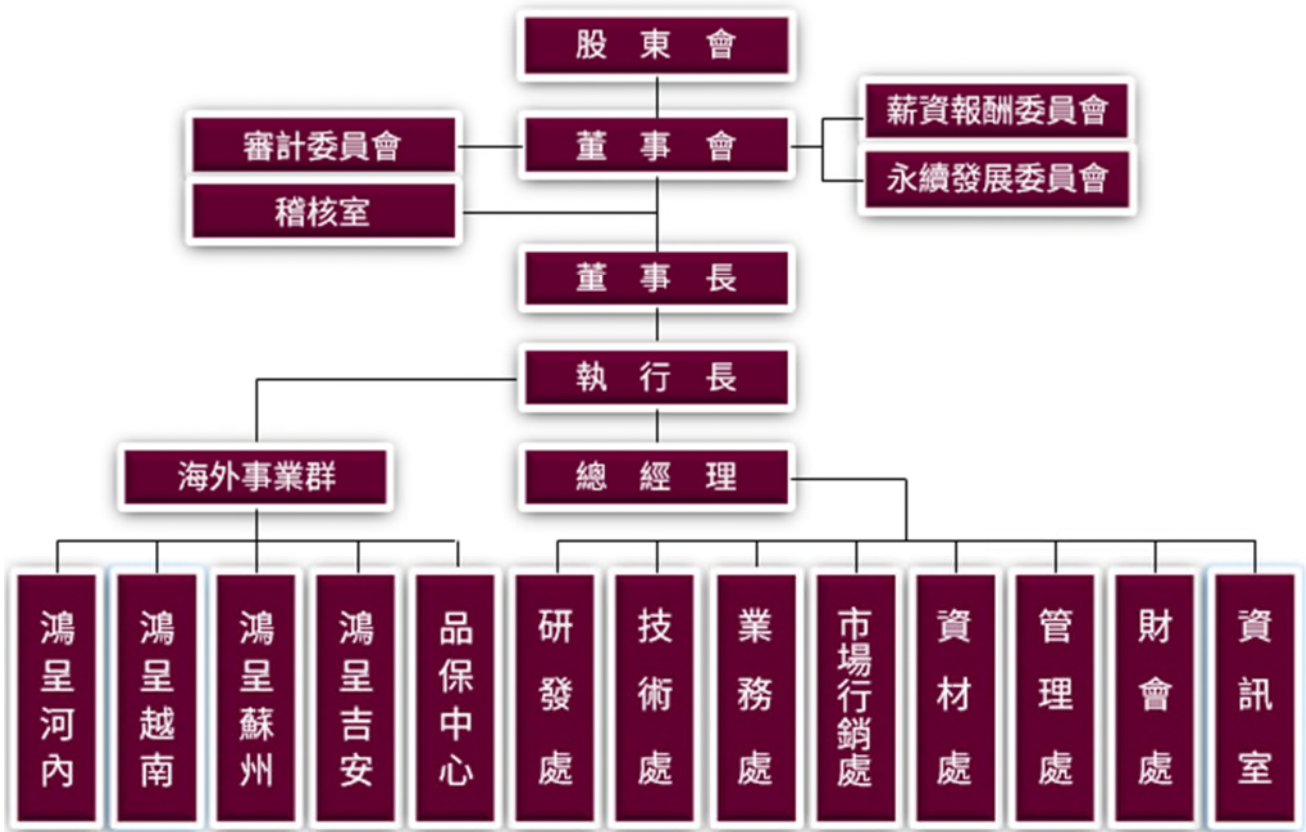 股東會
薪資報酬委員會
審計委員會
董事會
永續發展委員會
稽核室
董事長
執行長
海外事業群
總經理
鴻呈河內
鴻呈越南
鴻呈蘇州
鴻呈吉安
品保中心
研發處
技術處
業務處
市場行銷處
資材處
管理處
財會處
資訊室